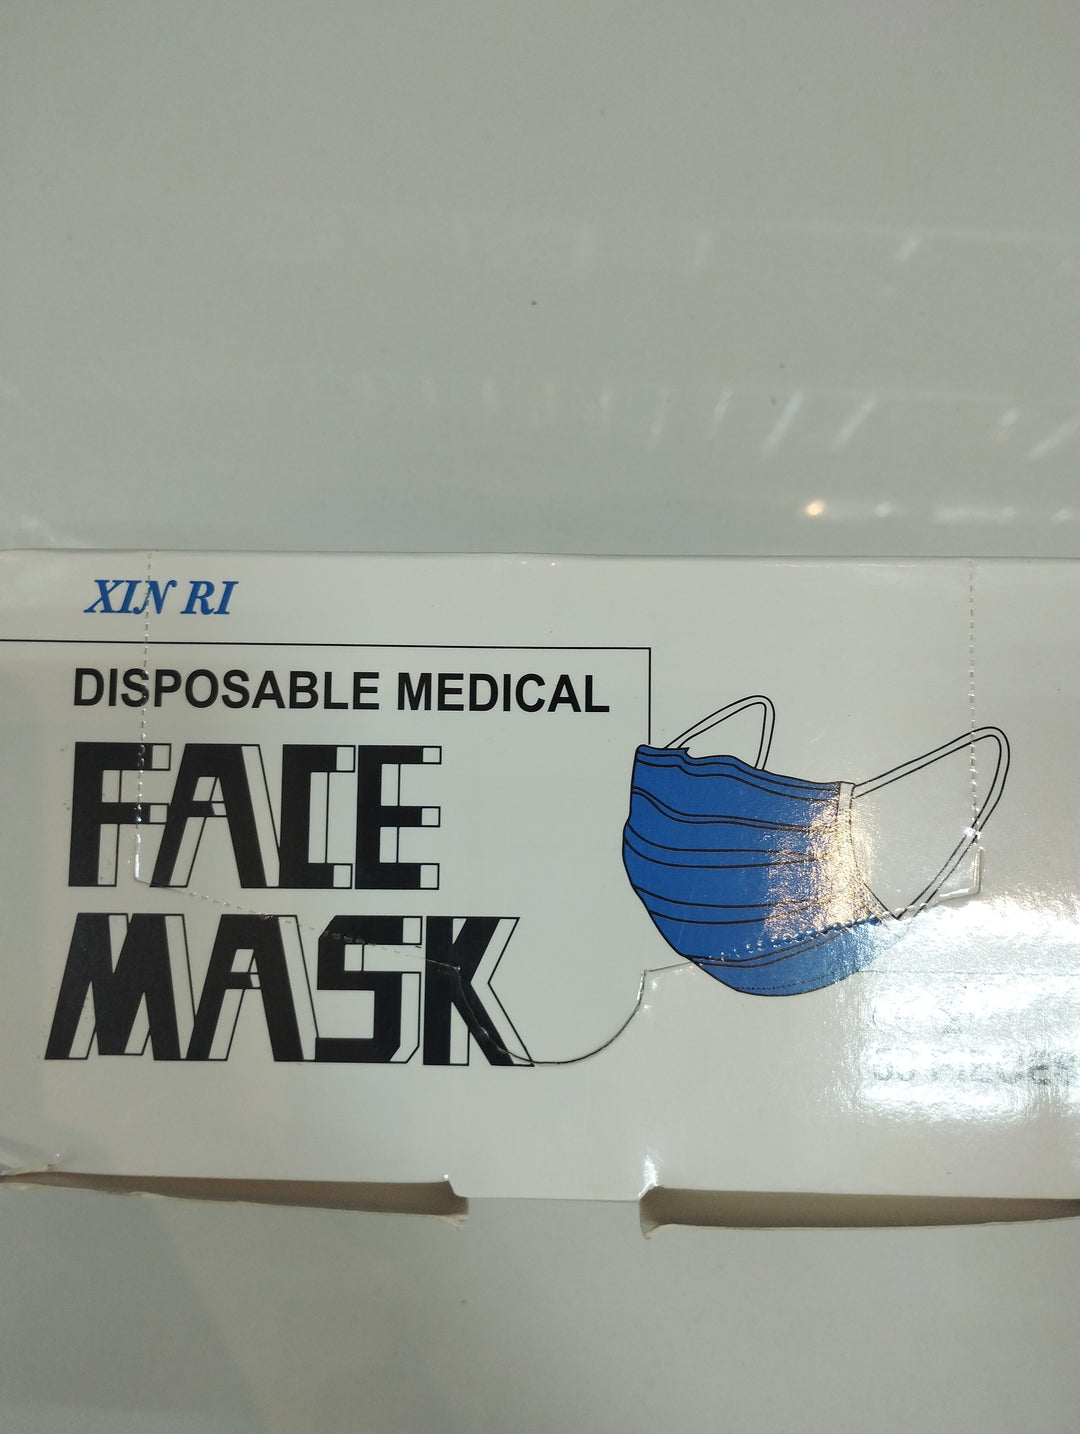 XIN RI
DISPOSABLE MEDICAL
FACE
MASK